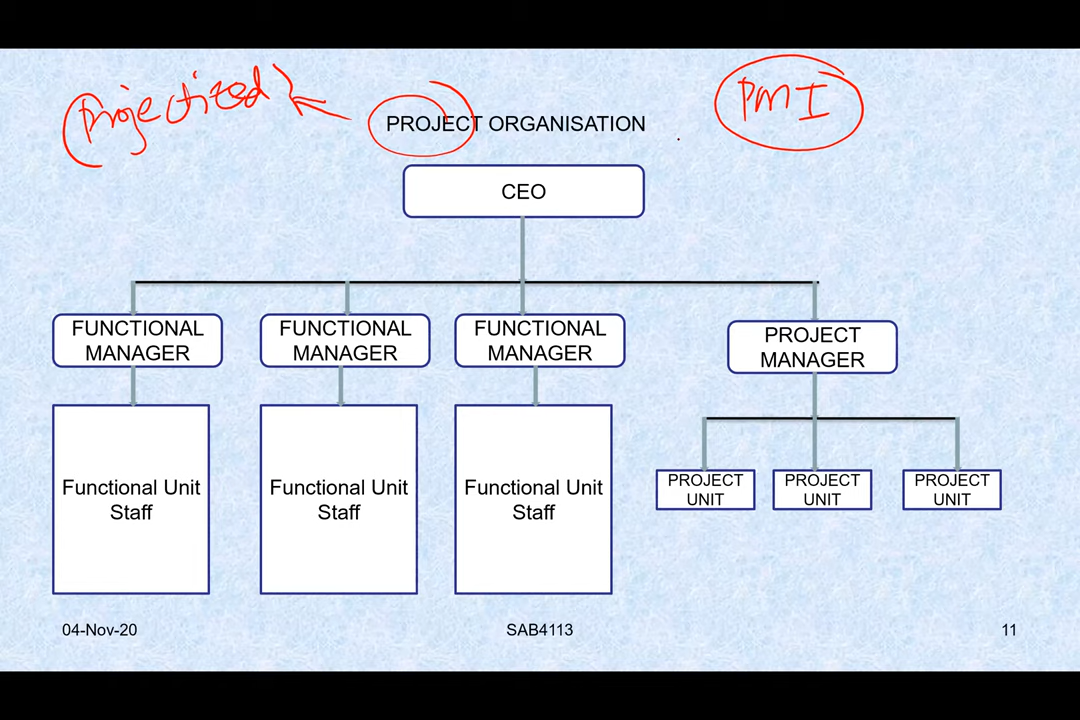 Projectized
PMI
PROJECT ORGANISATION
CEO
FUNCTIONAL
MANAGER
FUNCTIONAL
MANAGER
FUNCTIONAL
MANAGER
PROJECT
MANAGER
Functional Unit
Staff
Functional Unit
Staff
Functional Unit
Staff
PROJECT
UNIT
PROJECT
UNIT
PROJECT
UNIT
04-Nov-20
SAB4113
11